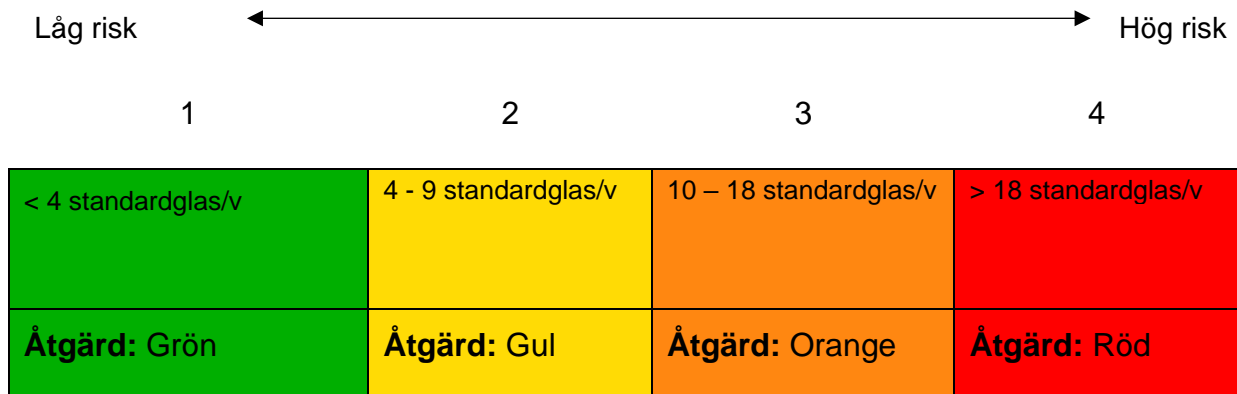 Låg risk
Hög risk
1 2 3 4
< 4 standardglas/v 4 - 9 standardglas/v 10 – 18 standardglas/v > 18 standardglas/v
Åtgärd: Grön Åtgärd: Gul Åtgärd: Orange Åtgärd: Röd